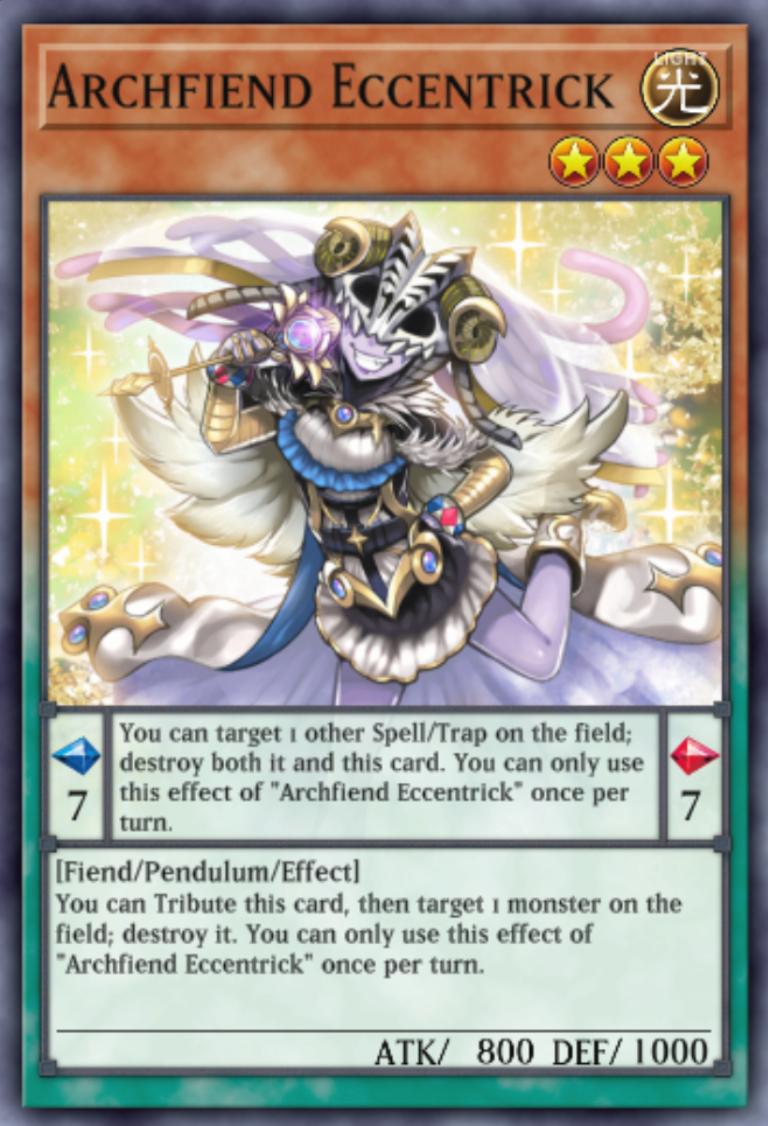 ARCHFIEND ECCENTRICK
LIGHT
光
You can target 1 other Spell/Trap on the field;
destroy both it and this card. You can only use
this effect of "Archfiend Eccentrick" once per
turn.
7
7
[Fiend/Pendulum/Effect]
You can Tribute this card, then target 1 monster on the
field; destroy it. You can only use this effect of
"Archfiend Eccentrick" once per turn.
ATK/ 800 DEF/ 1000